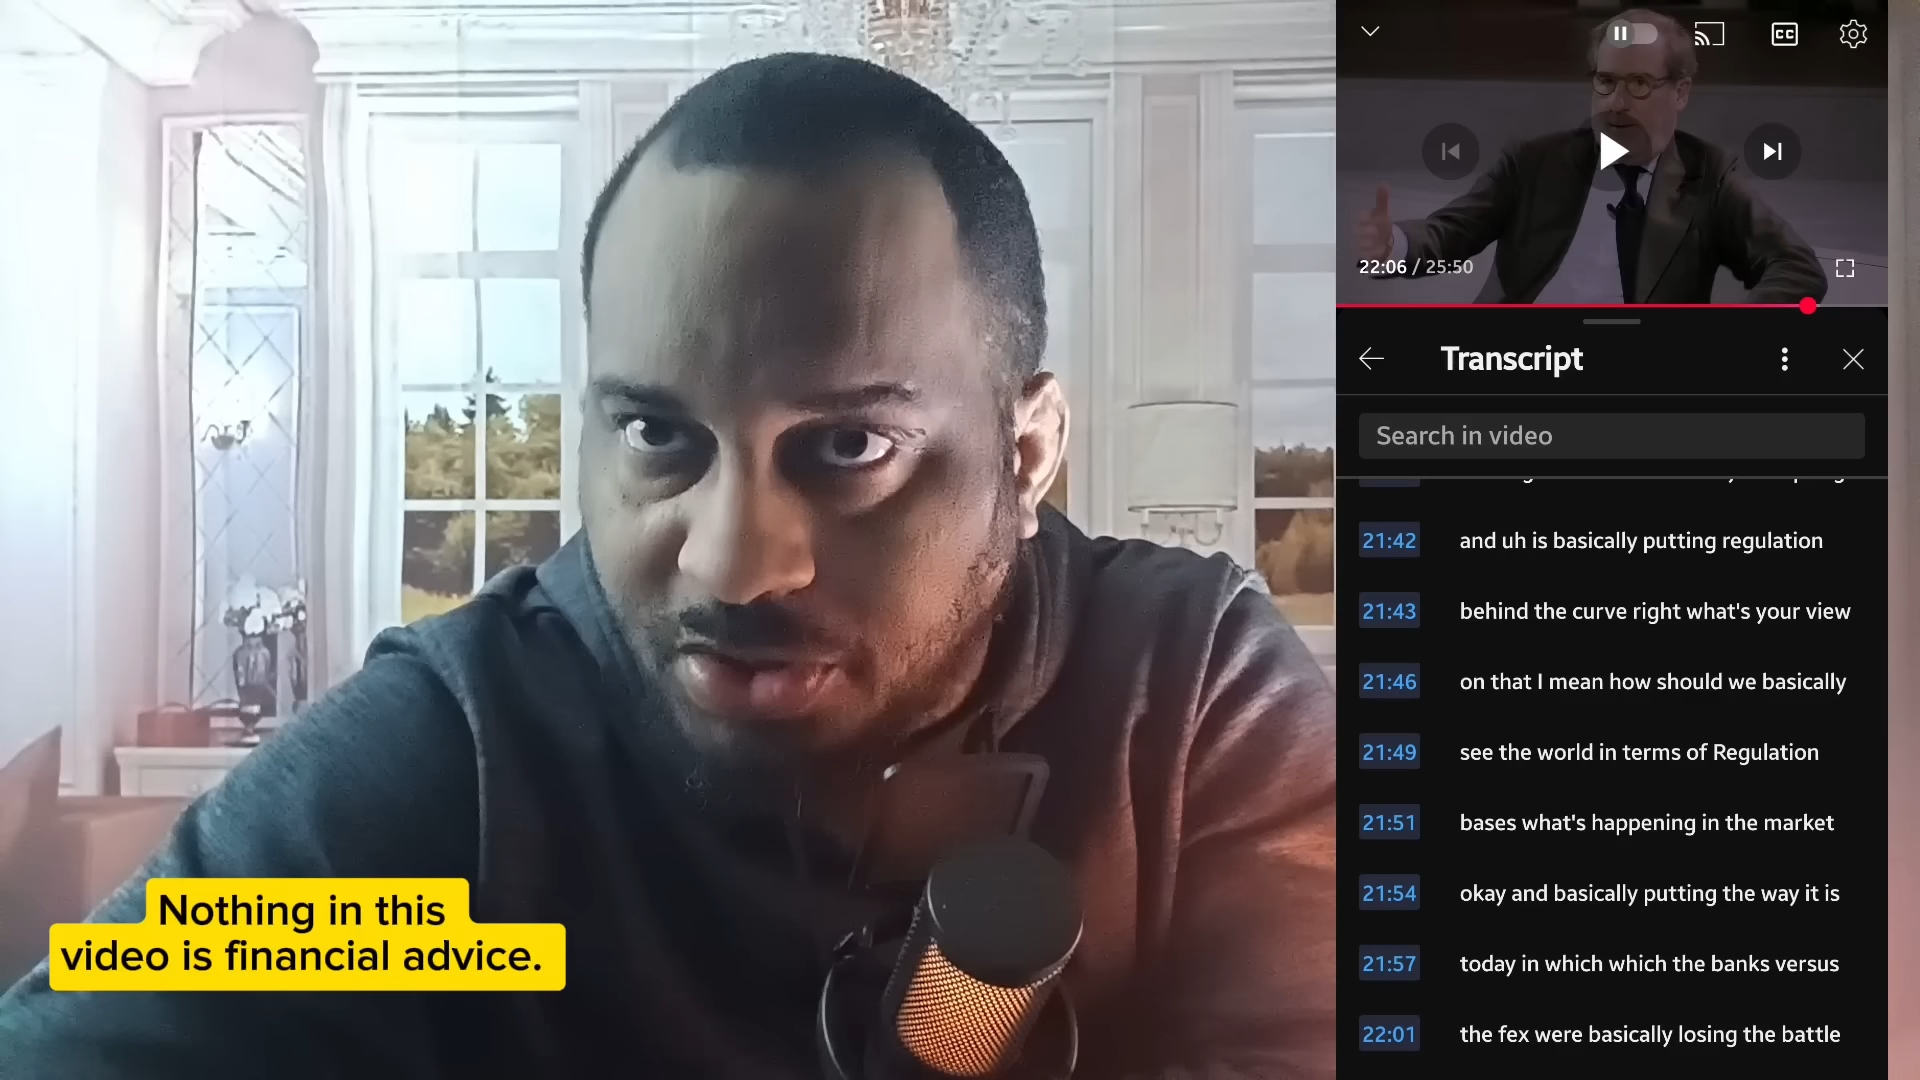 Nothing in this
video is financial advice.
CC
22:06 / 25:50
Transcript
Search in video
21:42 and uh is basically putting regulation
21:43 behind the curve right what's your view
21:46 on that I mean how should we basically
21:49 see the world in terms of Regulation
21:51 bases what's happening in the market
21:54 okay and basically putting the way it is
21:57 today in which which the banks versus
22:01 the fex were basically losing the battle